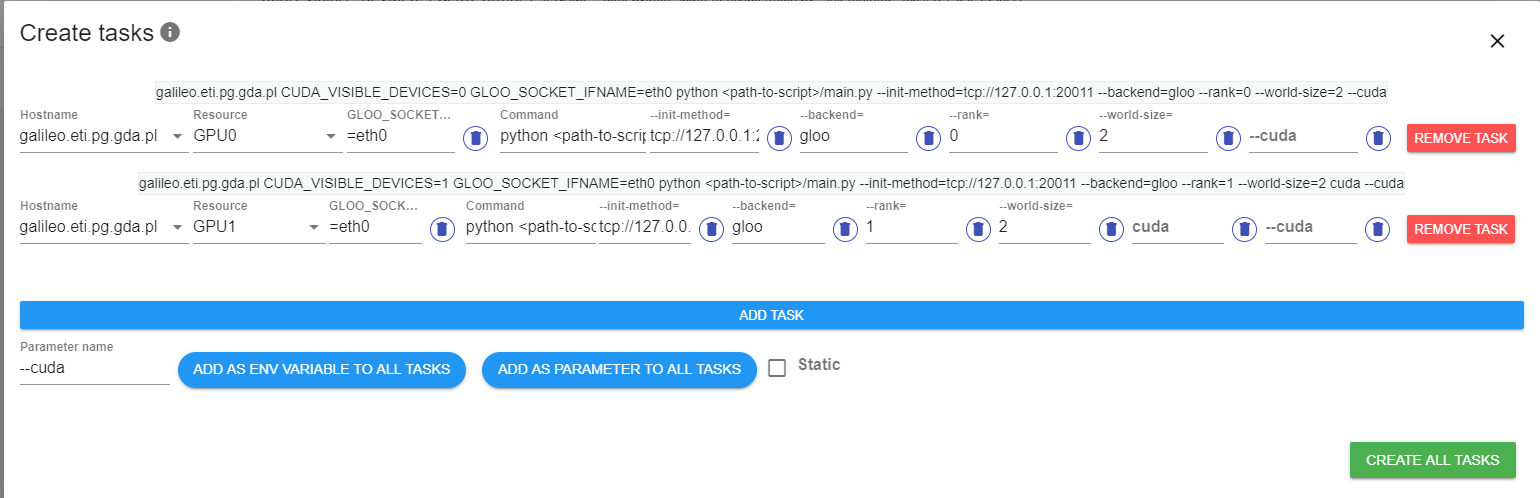 Create tasks i
galileo.eti.pg.gda.pl CUDA_VISIBLE_DEVICES=0 GLOO_SOCKET_IFNAME=eth0 python <path-to-script>/main.py --init-method=tcp://127.0.0.1:20011 --backend=gloo --rank=0 --world-size=2 --cuda
Hostname Resource GLOO_SOCKET... Command --init-method= --backend= --rank= --world-size=
galileo.eti.pg.gda.pl GPU0 =eth0 python <path-to-scrip tcp://127.0.0.1:2 gloo 0 2 --cuda REMOVE TASK
galileo.eti.pg.gda.pl CUDA_VISIBLE_DEVICES=1 GLOO_SOCKET_IFNAME=eth0 python <path-to-script>/main.py --init-method=tcp://127.0.0.1:20011 --backend=gloo --rank=1 --world-size=2 cuda --cuda
Hostname Resource GLOO_SOCK... Command --init-method= --backend= --rank= --world-size=
galileo.eti.pg.gda.pl GPU1 =eth0 python <path-to-sc tcp://127.0.0. gloo 1 2 cuda --cuda REMOVE TASK
ADD TASK
Parameter name
--cuda ADD AS ENV VARIABLE TO ALL TASKS ADD AS PARAMETER TO ALL TASKS Static
CREATE ALL TASKS